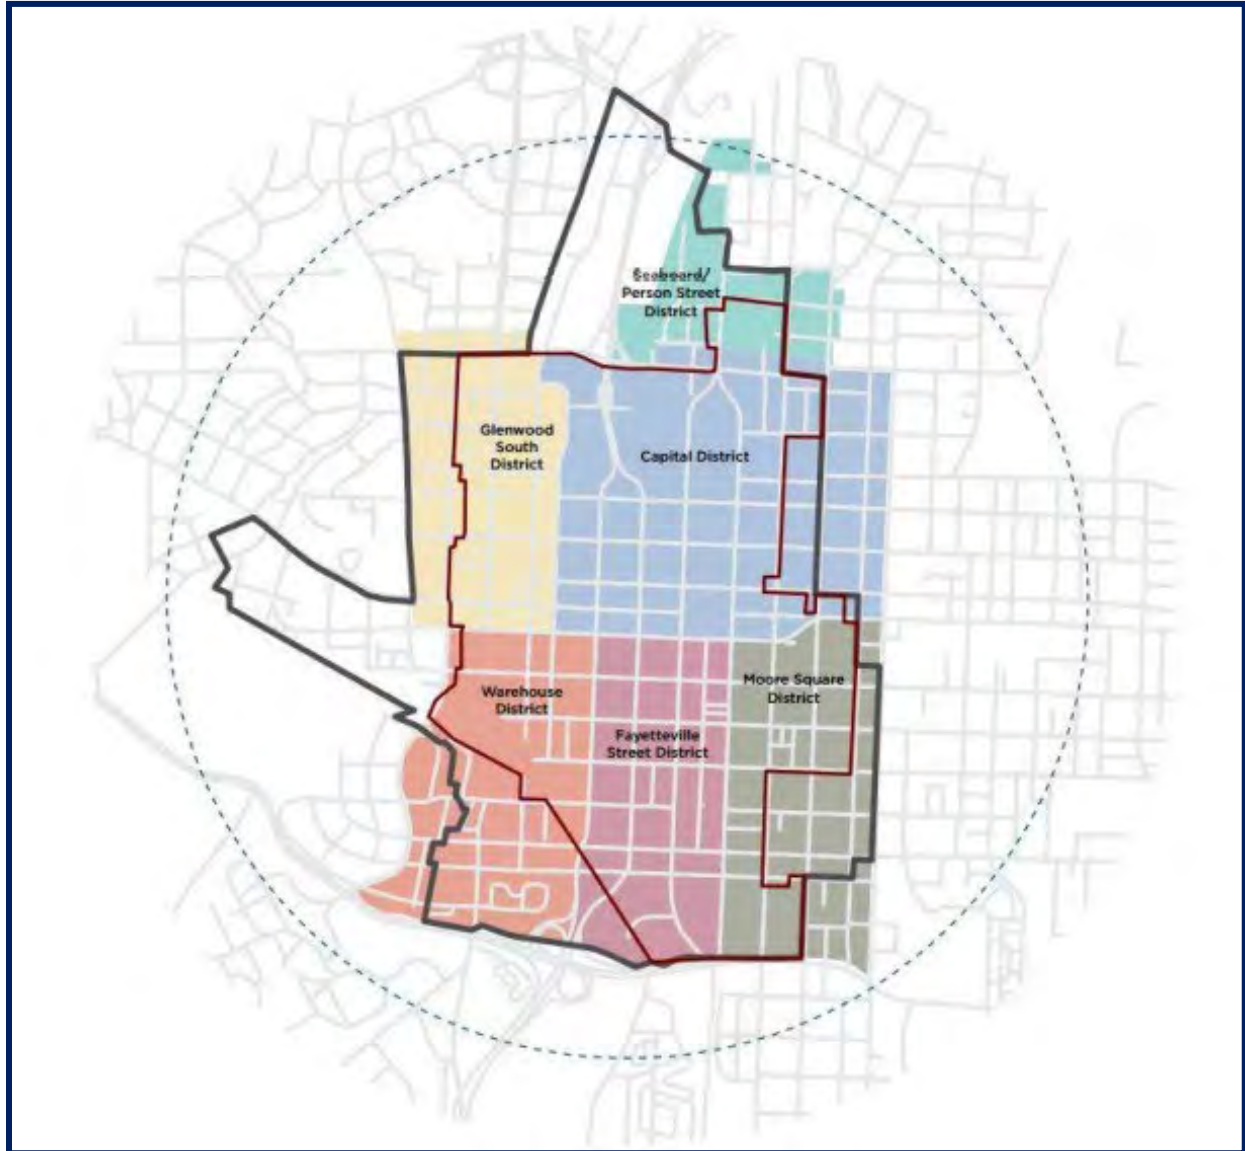 Seaboard/
Person Street
District
Glenwood
South
District
Capital District
Moore Square
District
Warehouse
District
Fayetteville
Street District